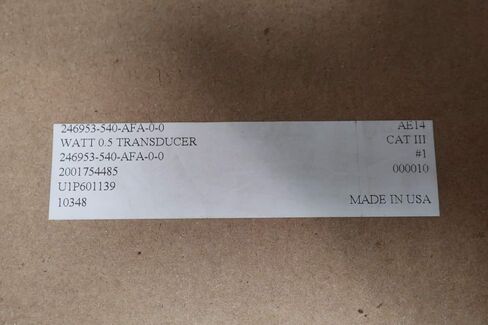 246953-540-AFA-0-0 AE14
WATT 0.5 TRANSDUCER CAT III
246953-540-AFA-0-0 #1
2001754485 000010
U1P601139
10348 MADE IN USA